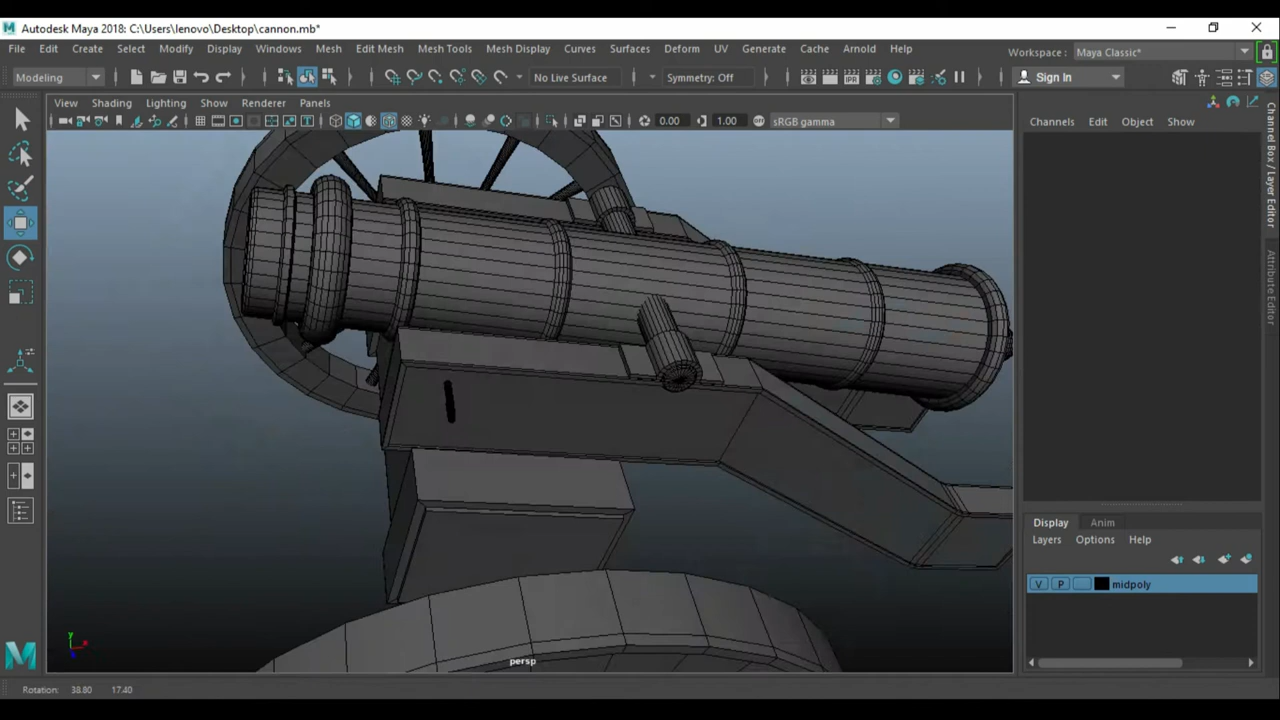 Autodesk Maya 2018: C:\Users\lenovo\Desktop\cannon.mb*
File Edit Create Select Modify Display Windows Mesh Edit Mesh Mesh Tools Mesh Display Curves Surfaces Deform UV Generate Cache Arnold Help Workspace : Maya Classic*
Modeling No Live Surface Symmetry: Off Sign In
View Shading Lighting Show Renderer Panels
0.00 1.00 sRGB gamma
Channels Edit Object Show
Channel Box / Layer Editor
Attribute Editor
Display Anim
Layers Options Help
V P midpoly
y
persp
Rotation: 38.80 17.40